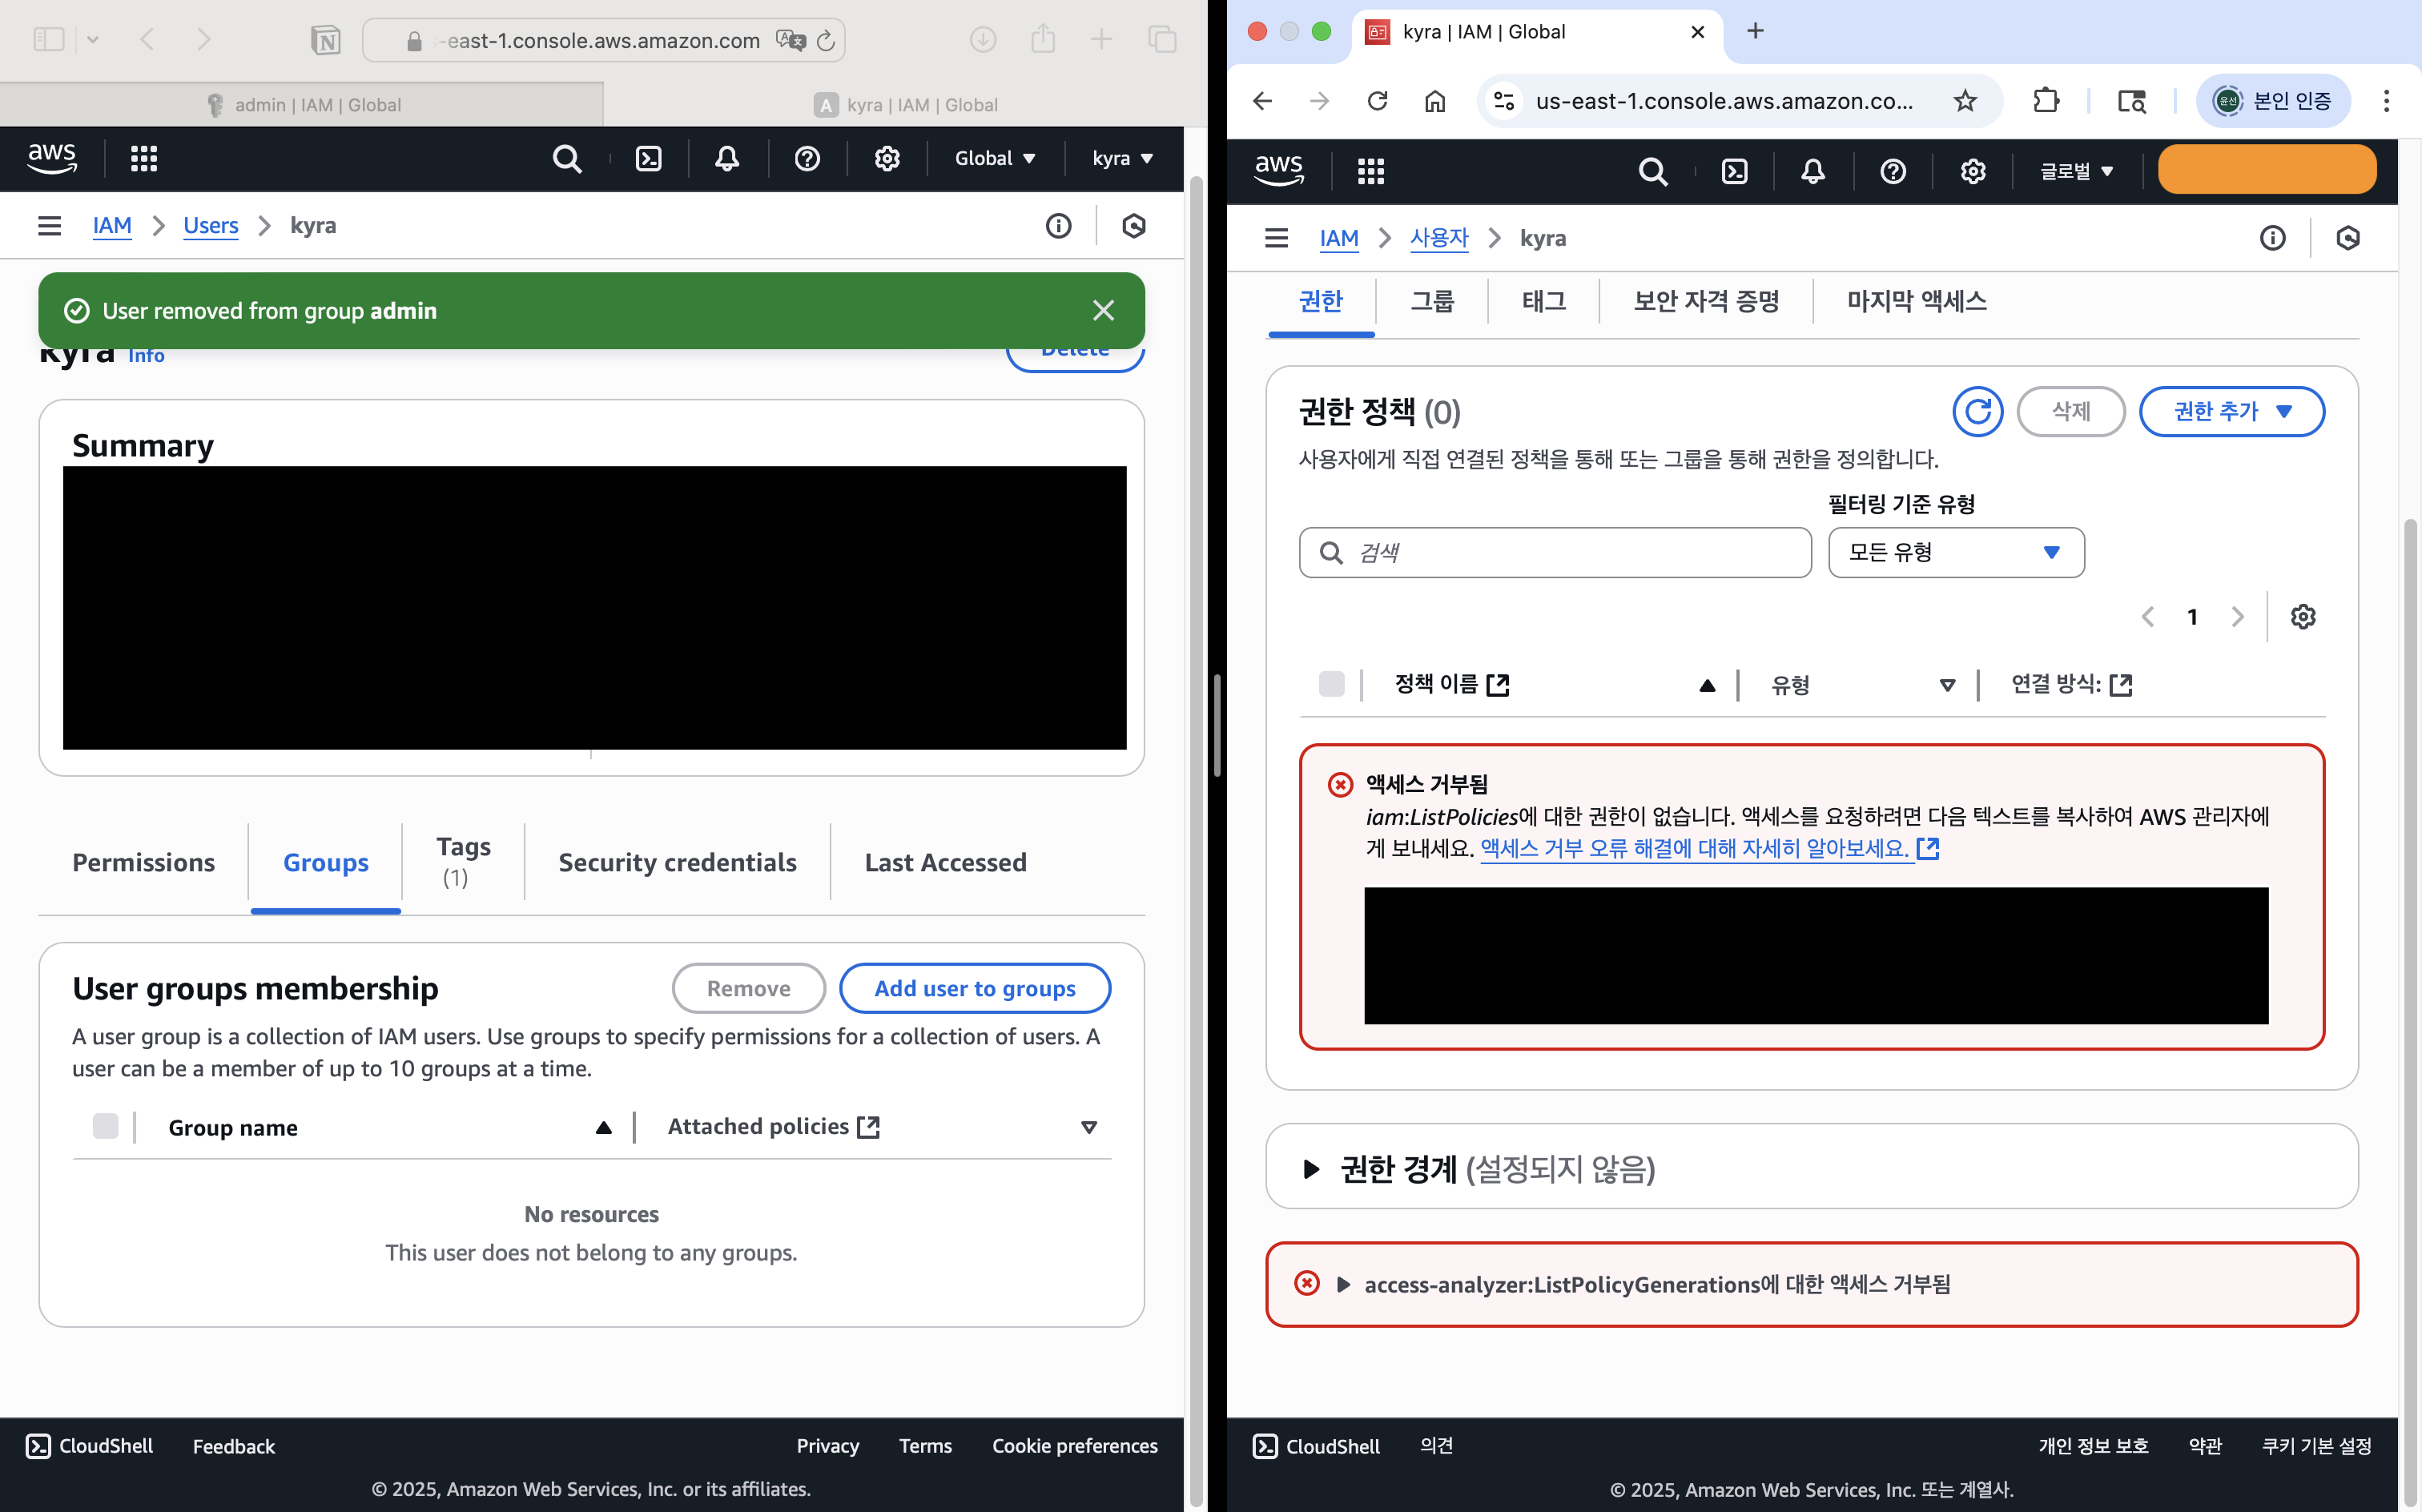 -east-1.console.aws.amazon.com
admin | IAM | Global
A kyra | IAM | Global
aws
Global
kyra
IAM
Users
kyra
User removed from group admin
kyra Info
Delete
Summary
Permissions
Groups
Tags
(1)
Security credentials
Last Accessed
User groups membership
Remove
Add user to groups
A user group is a collection of IAM users. Use groups to specify permissions for a collection of users. A
user can be a member of up to 10 groups at a time.
Group name
Attached policies
No resources
This user does not belong to any groups.
CloudShell
Feedback
Privacy
Terms
Cookie preferences
© 2025, Amazon Web Services, Inc. or its affiliates.
kyra | IAM | Global
us-east-1.console.aws.amazon.co...
윤선
본인 인증
aws
글로벌
IAM
사용자
kyra
권한
그룹
태그
보안 자격 증명
마지막 액세스
권한 정책 (0)
삭제
권한 추가
사용자에게 직접 연결된 정책을 통해 또는 그룹을 통해 권한을 정의합니다.
필터링 기준 유형
검색
모든 유형
1
정책 이름
유형
연결 방식:
액세스 거부됨
iam:ListPolicies에 대한 권한이 없습니다. 액세스를 요청하려면 다음 텍스트를 복사하여 AWS 관리자에
게 보내세요. 액세스 거부 오류 해결에 대해 자세히 알아보세요.
권한 경계 (설정되지 않음)
access-analyzer:ListPolicyGenerations에 대한 액세스 거부됨
CloudShell
의견
개인 정보 보호
약관
쿠키 기본 설정
© 2025, Amazon Web Services, Inc. 또는 계열사.